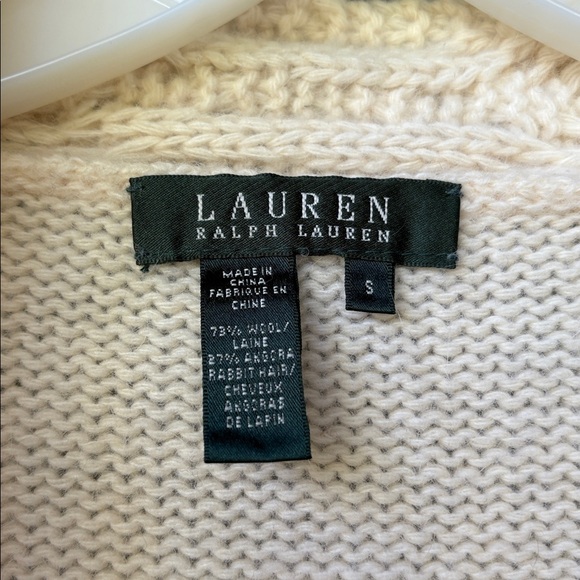 LAUREN
RALPH LAUREN
MADE IN
CHINA
FABRIQUE EN
CHINE
S
73% WOOL/
LAINE
27% ANGORA
RABBIT HAIR/
CHEVEUX
ANGORAS
DE LAPIN